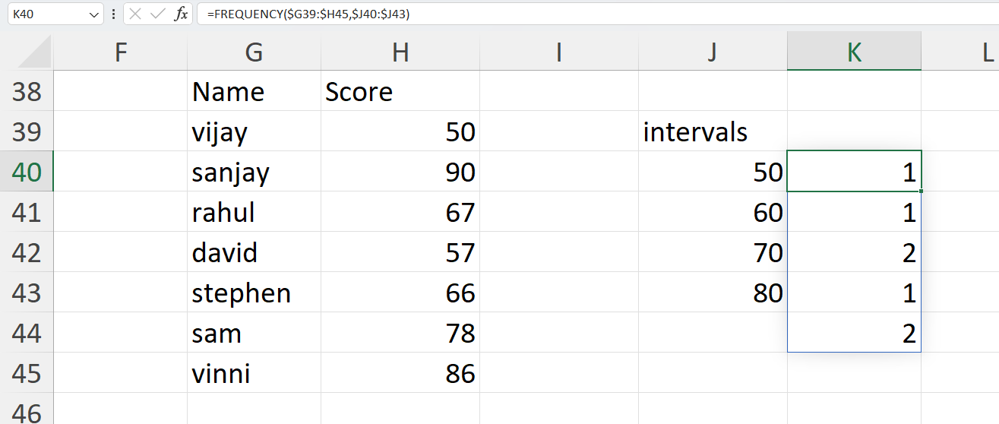 K40 fx =FREQUENCY($G39:$H45,$J40:$J43)
F G H I J K L
38 Name Score
39 vijay 50 intervals
40 sanjay 90 50 1
41 rahul 67 60 1
42 david 57 70 2
43 stephen 66 80 1
44 sam 78 2
45 vinni 86
46